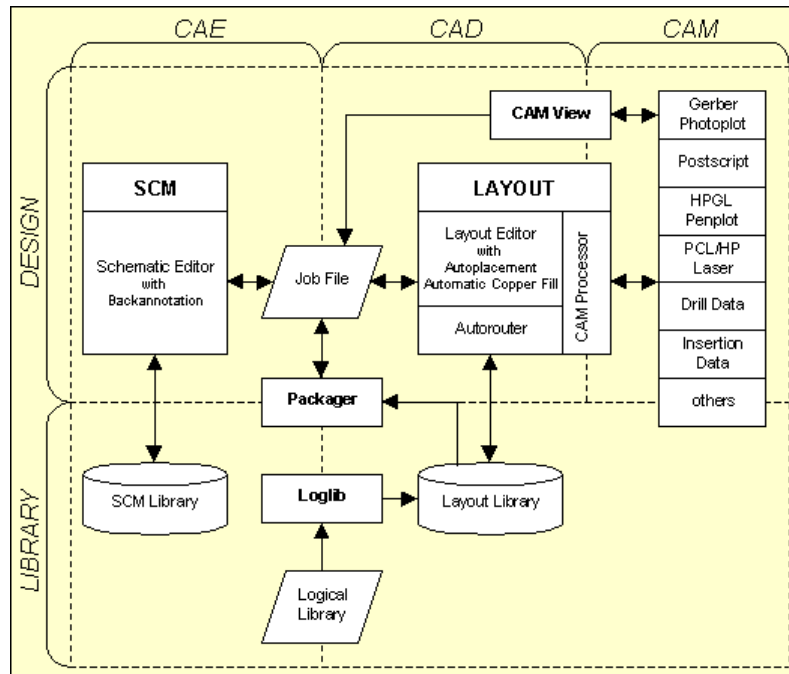 CAE
CAD
CAM
DESIGN
LIBRARY
CAM View
Gerber
Photoplot
Postscript
HPGL
Penplot
PCL/HP
Laser
Drill Data
Insertion
Data
others
SCM
Schematic Editor
with
Backannotation
Job File
LAYOUT
Layout Editor
with
Autoplacement
Automatic Copper Fill
Autorouter
CAM Processor
Packager
SCM Library
Loglib
Layout Library
Logical
Library